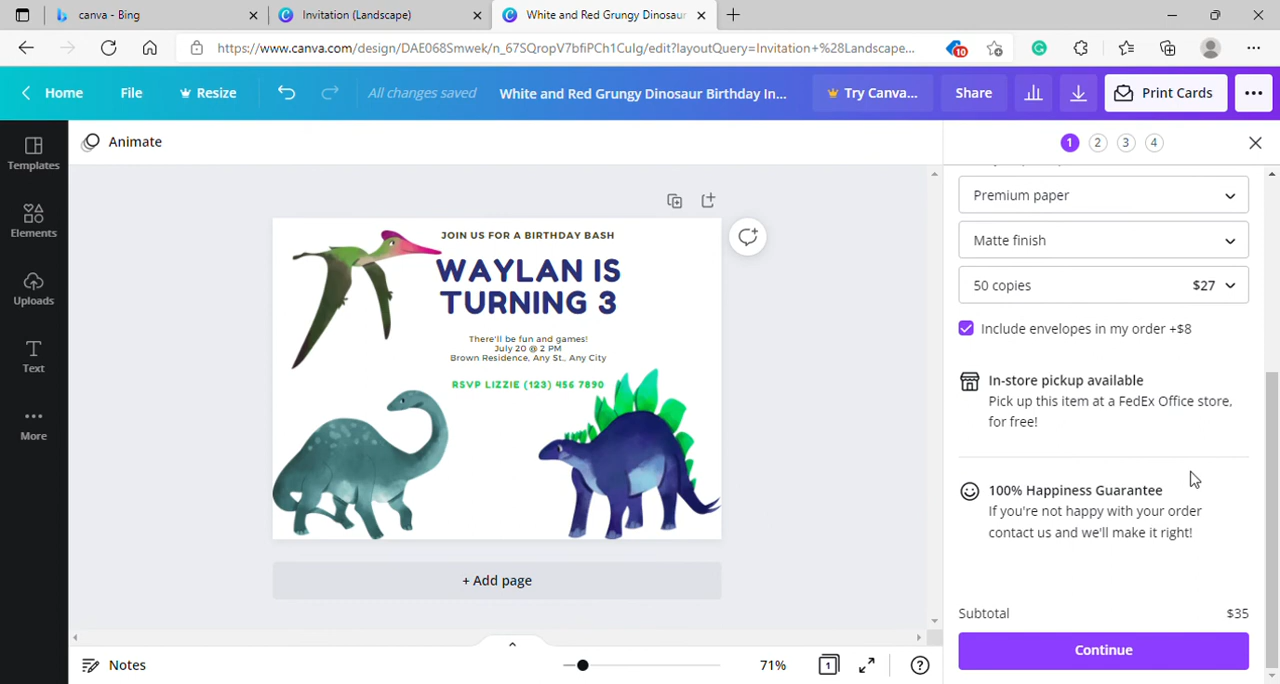 canva - Bing
Invitation (Landscape)
White and Red Grungy Dinosaur
https://www.canva.com/design/DAE068Smwek/n_67SQropV7bfiPCh1CuIg/edit?layoutQuery=Invitation+%28Landscape...
10
Home
File
Resize
All changes saved
White and Red Grungy Dinosaur Birthday In...
Try Canva...
Share
Print Cards
Templates
Elements
Uploads
Text
More
Animate
JOIN US FOR A BIRTHDAY BASH
WAYLAN IS
TURNING 3
There'll be fun and games!
July 20 @ 2 PM
Brown Residence, Any St., Any City
RSVP LIZZIE (123) 456 7890
+ Add page
Notes
71%
1
1 2 3 4
Premium paper
Matte finish
50 copies $27
Include envelopes in my order +$8
In-store pickup available
Pick up this item at a FedEx Office store,
for free!
100% Happiness Guarantee
If you're not happy with your order
contact us and we'll make it right!
Subtotal $35
Continue